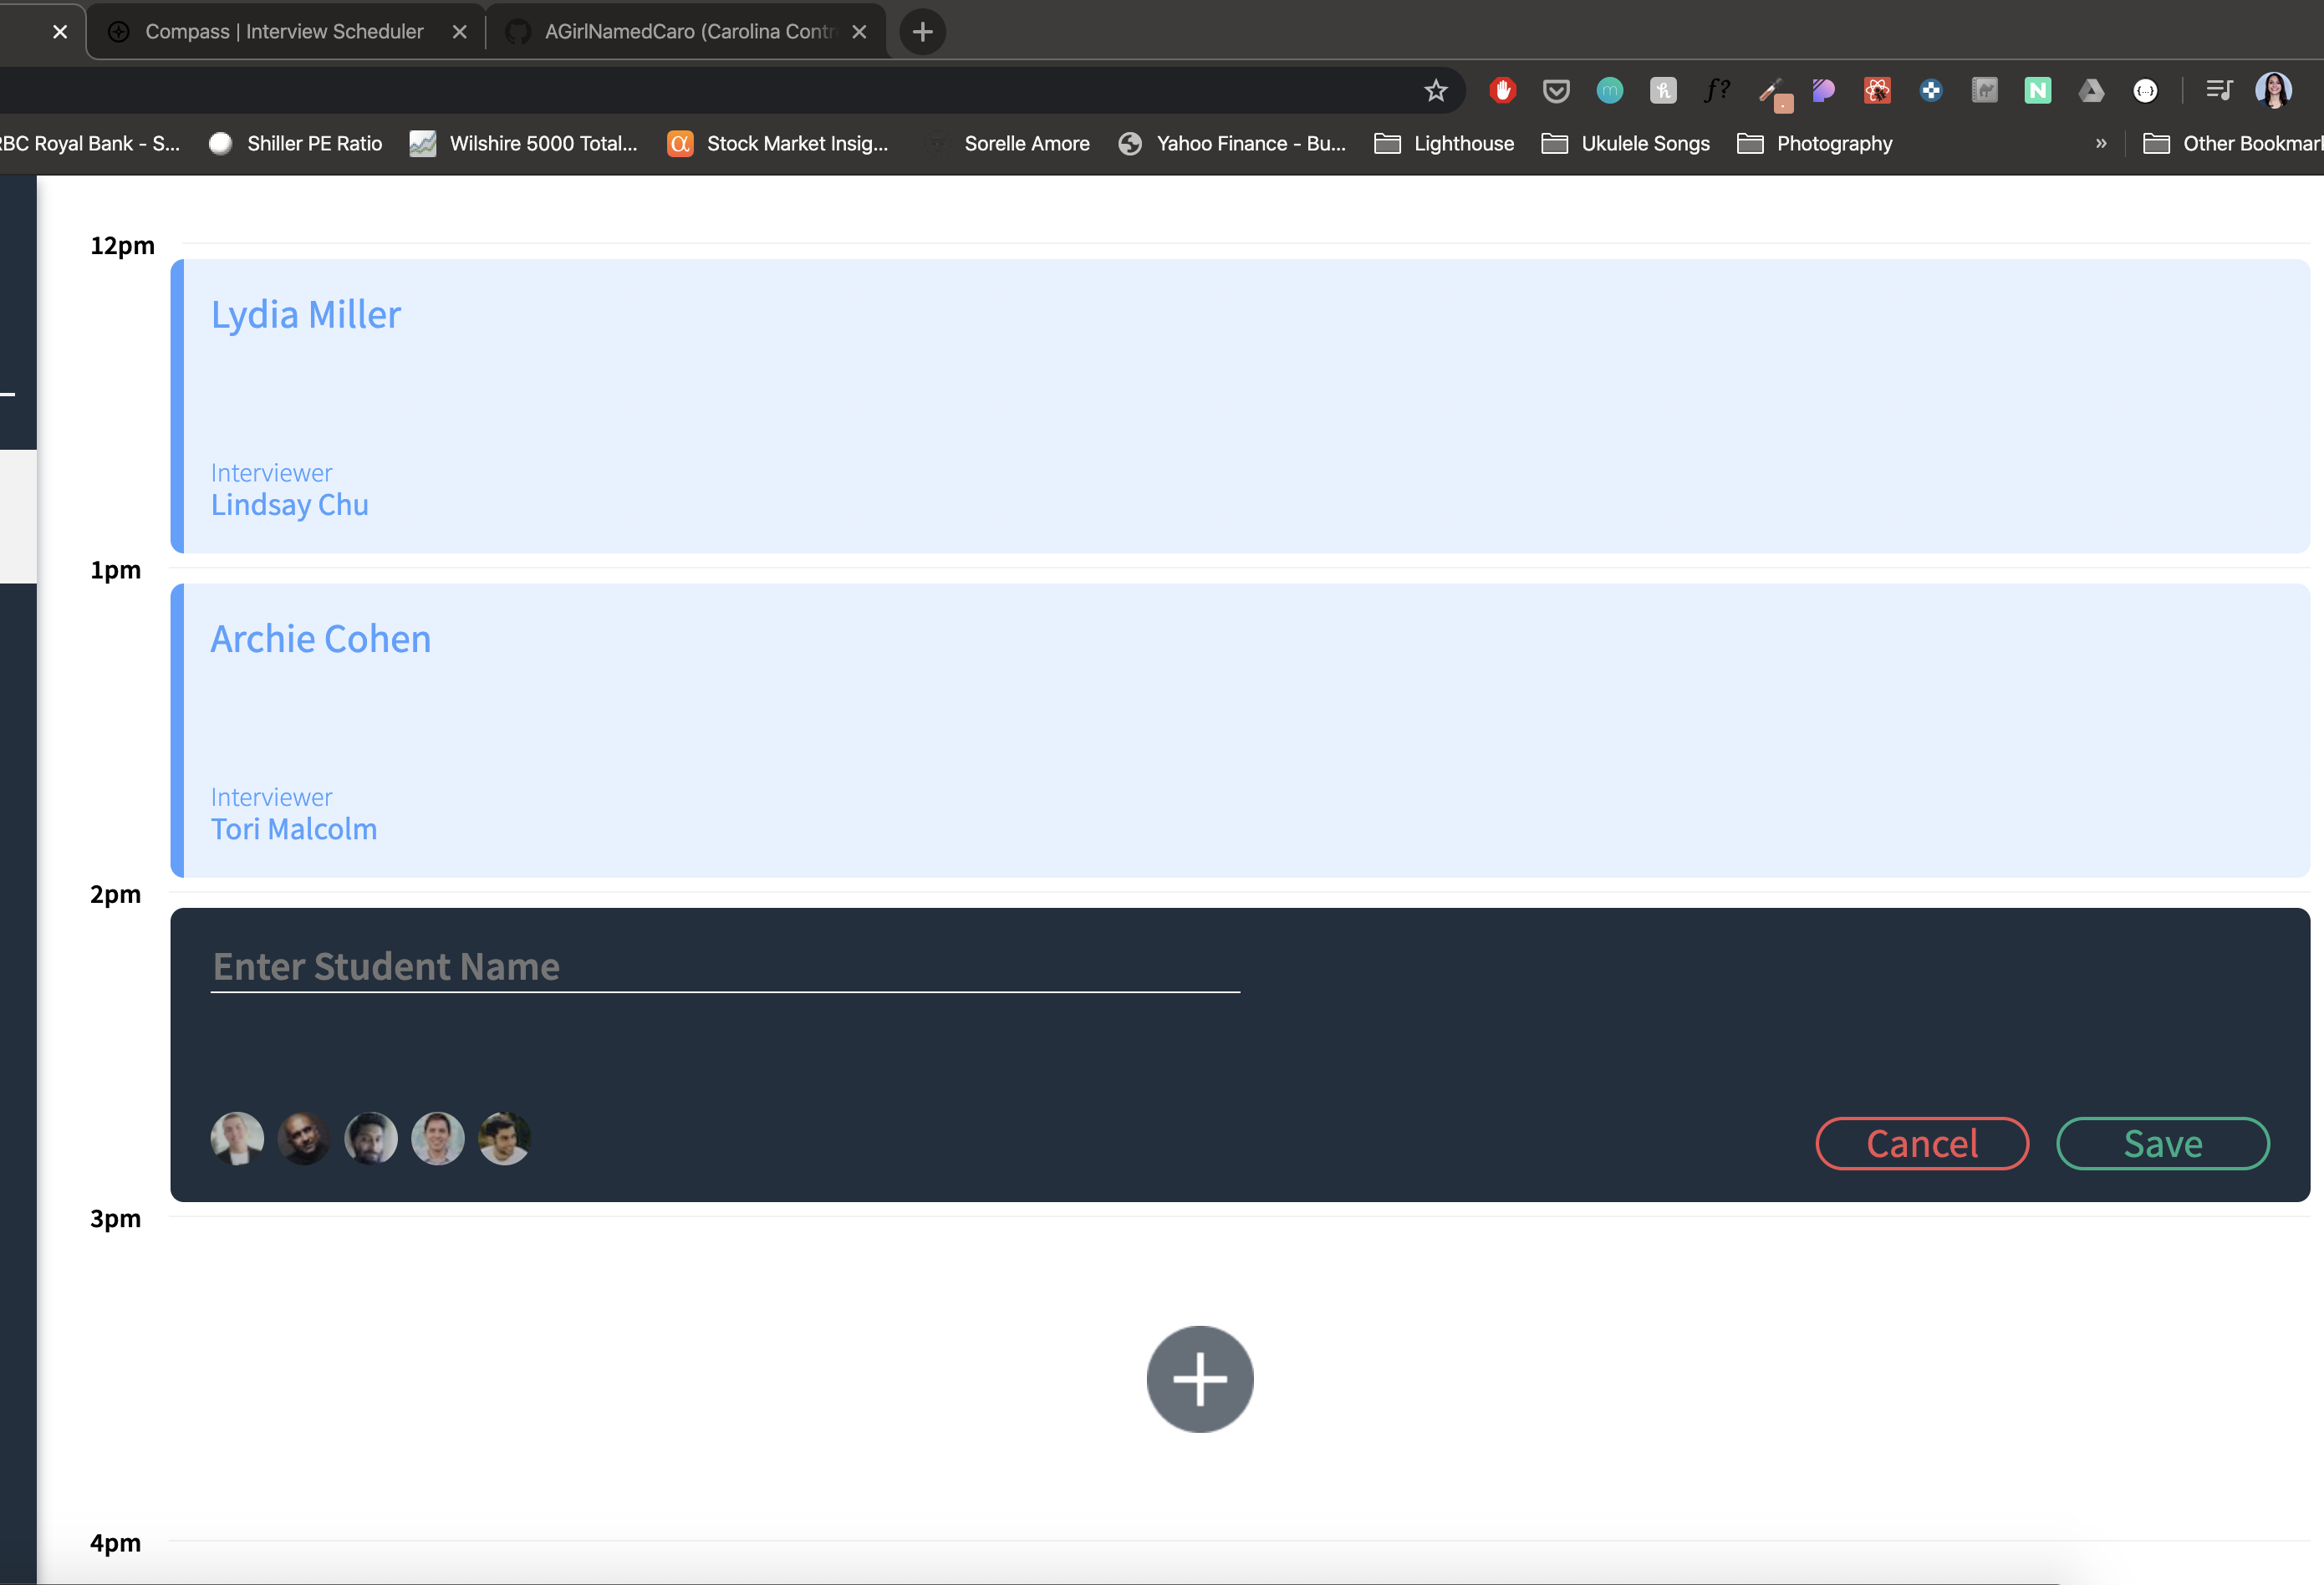 Compass | Interview Scheduler
AGirlNamedCaro (Carolina Contr
m
f?
N
{...}
BC Royal Bank - S...
Shiller PE Ratio
Wilshire 5000 Total...
Stock Market Insig...
Sorelle Amore
Yahoo Finance - Bu...
Lighthouse
Ukulele Songs
Photography
»
Other Bookmar
12pm
Lydia Miller
Interviewer
Lindsay Chu
1pm
Archie Cohen
Interviewer
Tori Malcolm
2pm
Enter Student Name
Cancel
Save
3pm
4pm